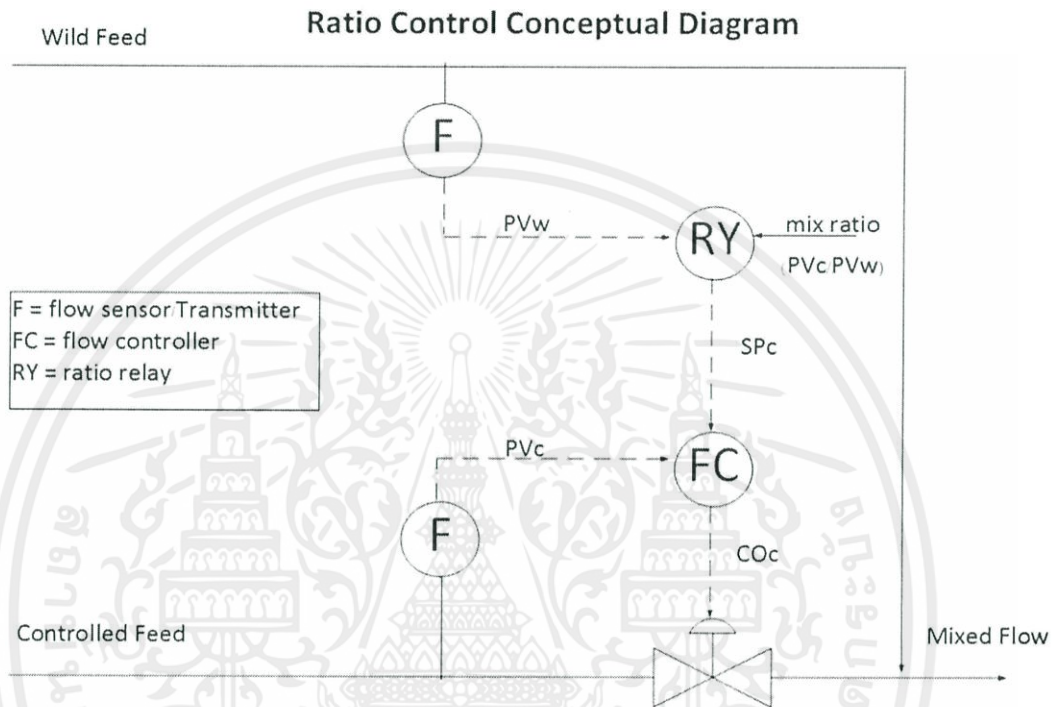 Ratio Control Conceptual Diagram
Wild Feed
F
PVw
RY
mix ratio
(PVc/PVw)
F = flow sensor/Transmitter
FC = flow controller
RY = ratio relay
SPc
PVc
FC
F
COc
Controlled Feed
Mixed Flow